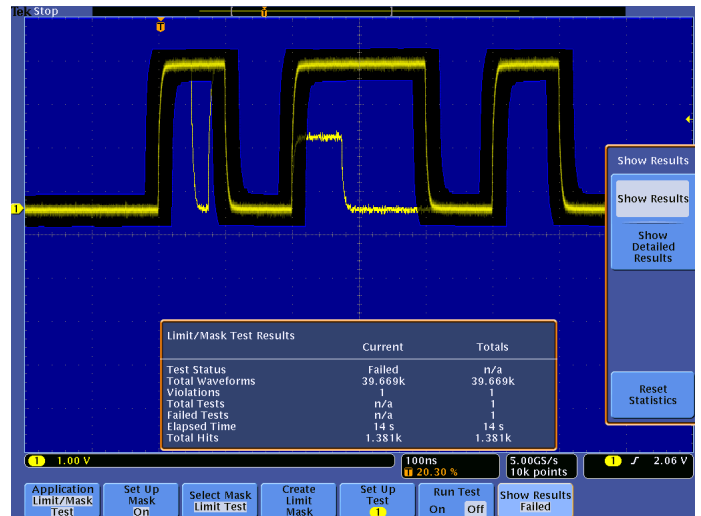 Tek Stop
T
T
1
Show Results
Show Results
Show
Detailed
Results
Reset
Statistics
Limit/Mask Test Results
Current Totals
Test Status Failed n/a
Total Waveforms 39.669k 39.669k
Violations 1 1
Total Tests n/a 1
Failed Tests n/a 1
Elapsed Time 14 s 14 s
Total Hits 1.381k 1.381k
1 1.00 V
100ns
T 20.30 %
5.00GS/s
10k points
1 2.06 V
Application
Limit/Mask
Test
Set Up
Mask
On
Select Mask
Limit Test
Create
Limit
Mask
Set Up
Test
1
Run Test
On Off
Show Results
Failed